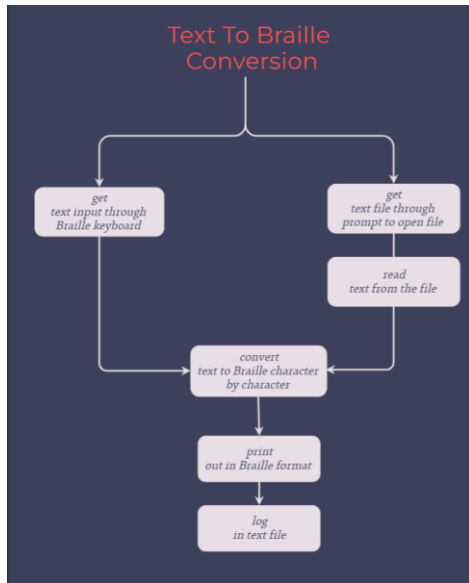 Text To Braille
Conversion
get
text input through
Braille keyboard
get
text file through
prompt to open file
read
text from the file
convert
text to Braille character
by character
print
out in Braille format
log
in text file